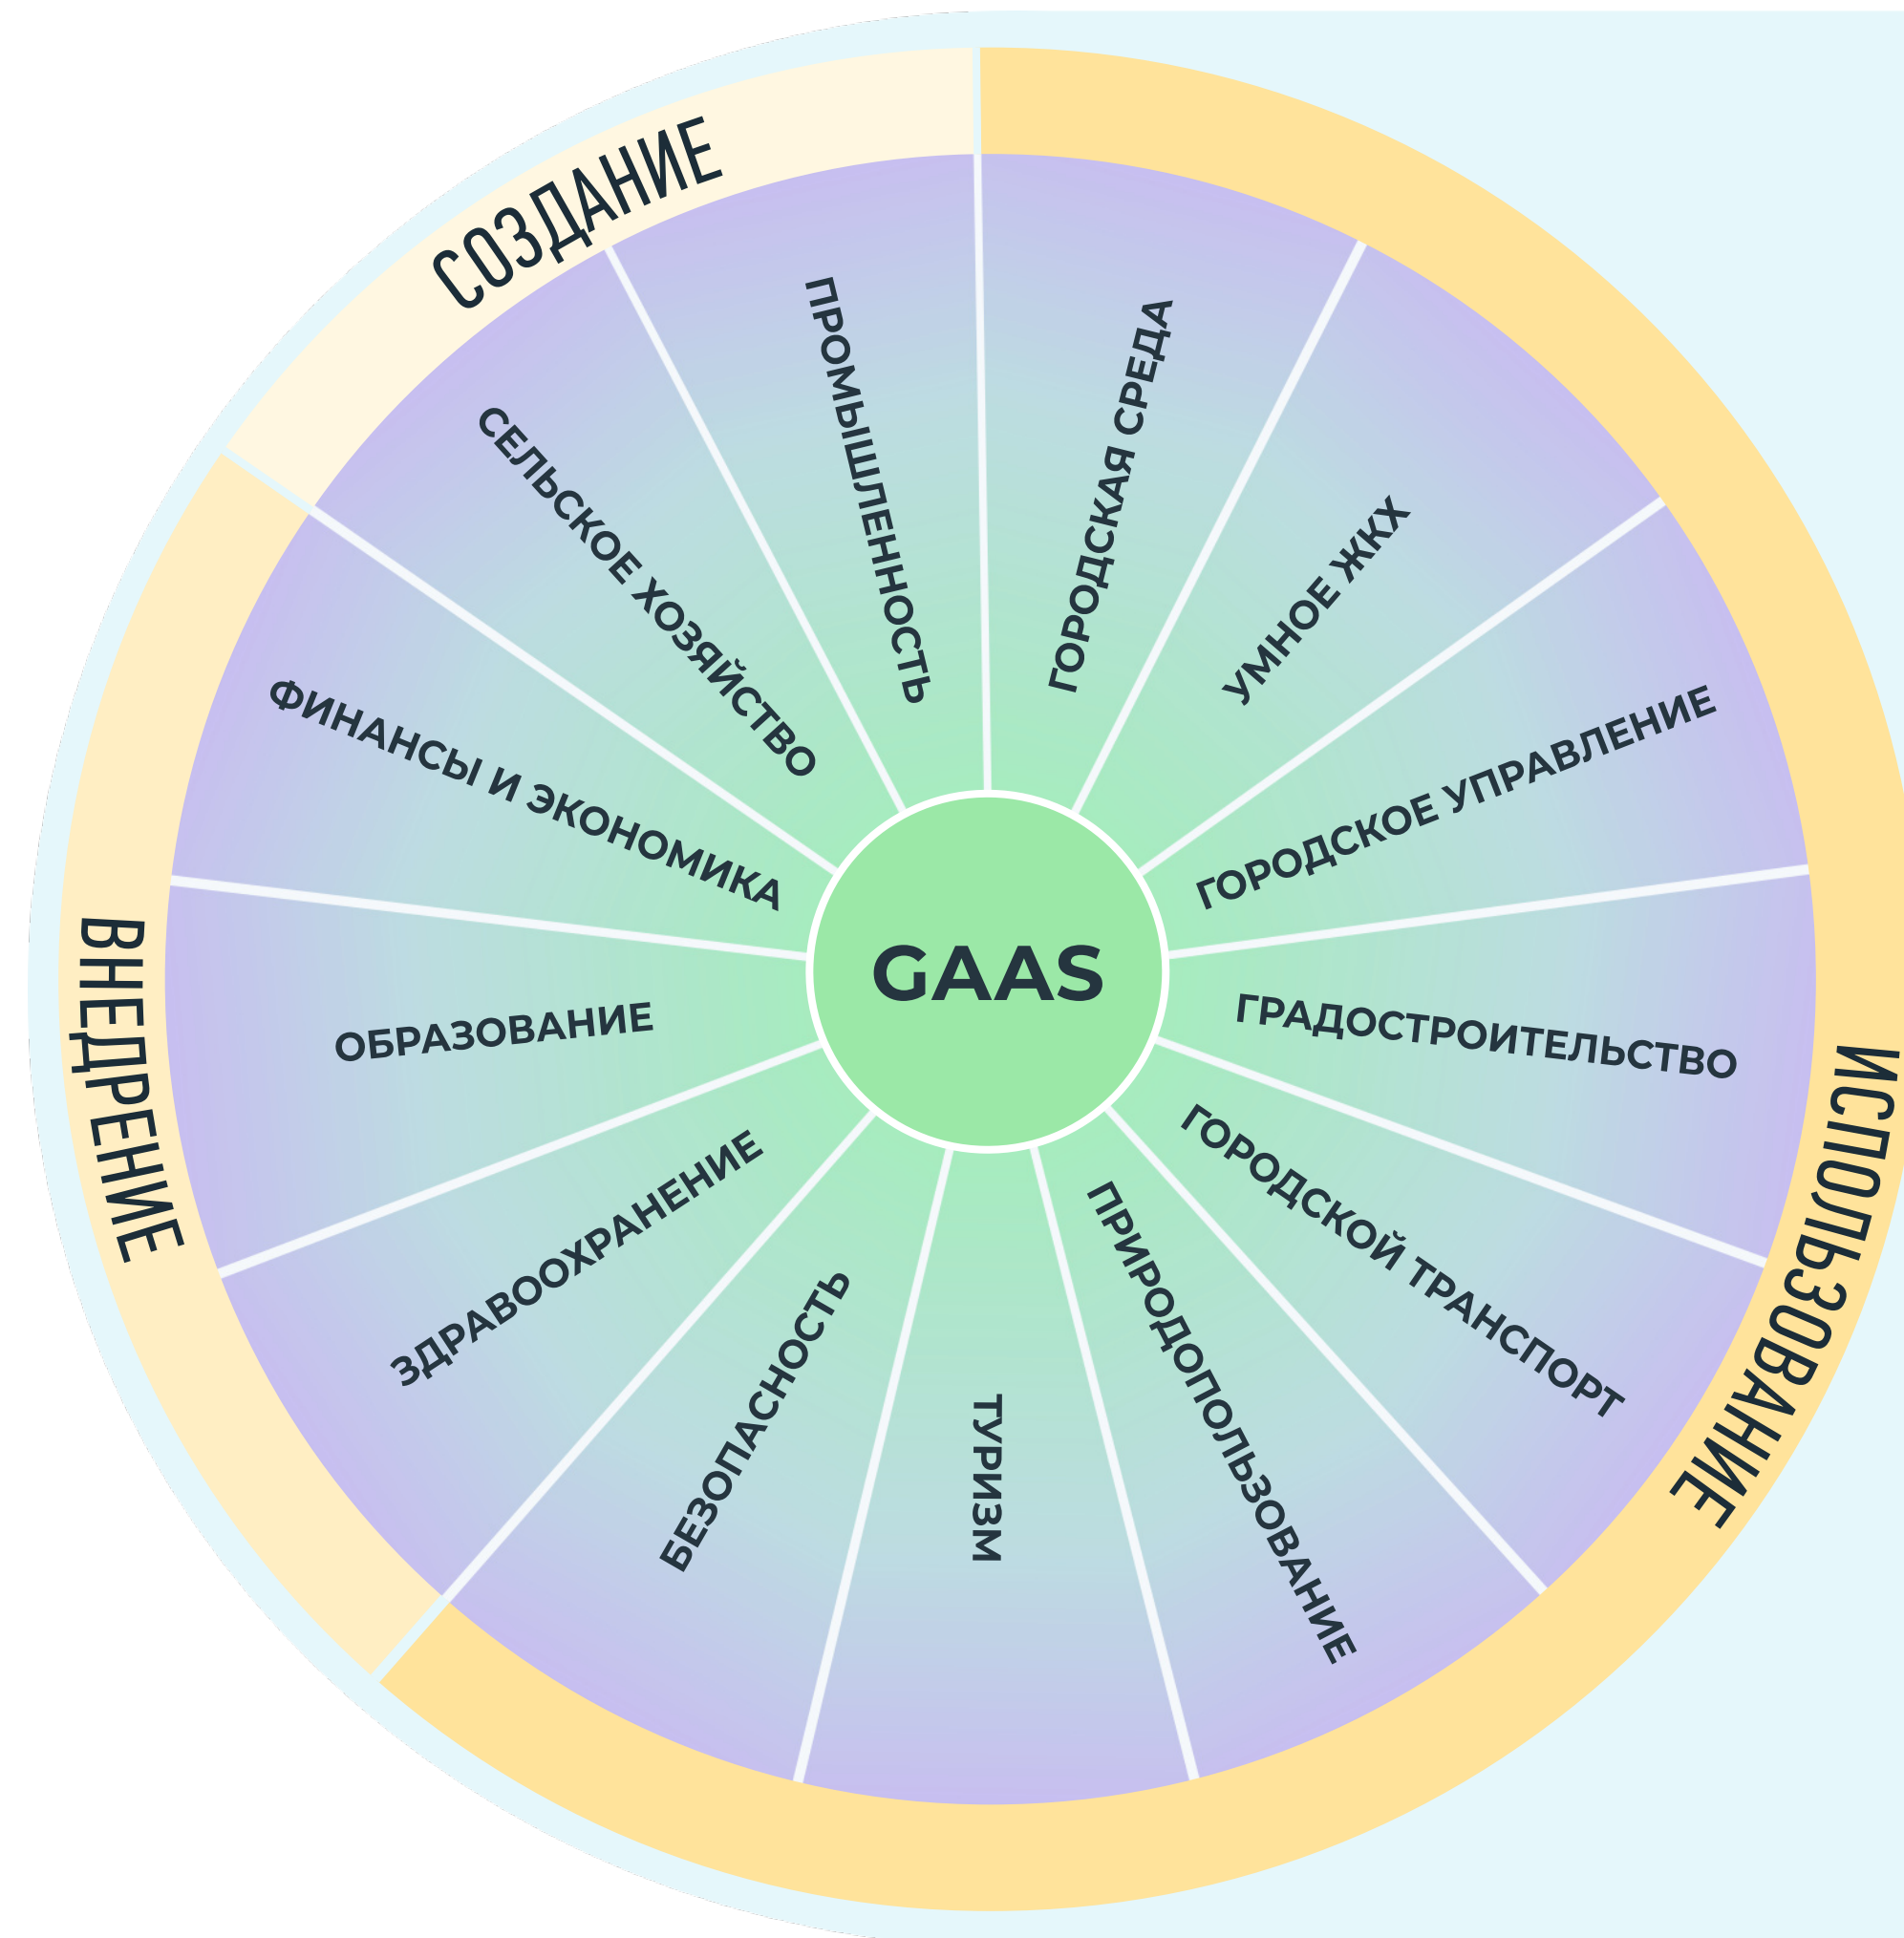 GAAS
СОЗДАНИЕ
СЕЛЬСКОЕ ХОЗЯЙСТВО
ПРОМЫШЛЕННОСТЬ
ИСПОЛЬЗОВАНИЕ
ГОРОДСКАЯ СРЕДА
УМНОЕ ЖКХ
ГОРОДСКОЕ УПРАВЛЕНИЕ
ГРАДОСТРОИТЕЛЬСТВО
ГОРОДСКОЙ ТРАНСПОРТ
ПРИРОДОПОЛЬЗОВАНИЕ
ТУРИЗМ
БЕЗОПАСНОСТЬ
ВНЕДРЕНИЕ
ЗДРАВООХРАНЕНИЕ
ОБРАЗОВАНИЕ
ФИНАНСЫ И ЭКОНОМИКА